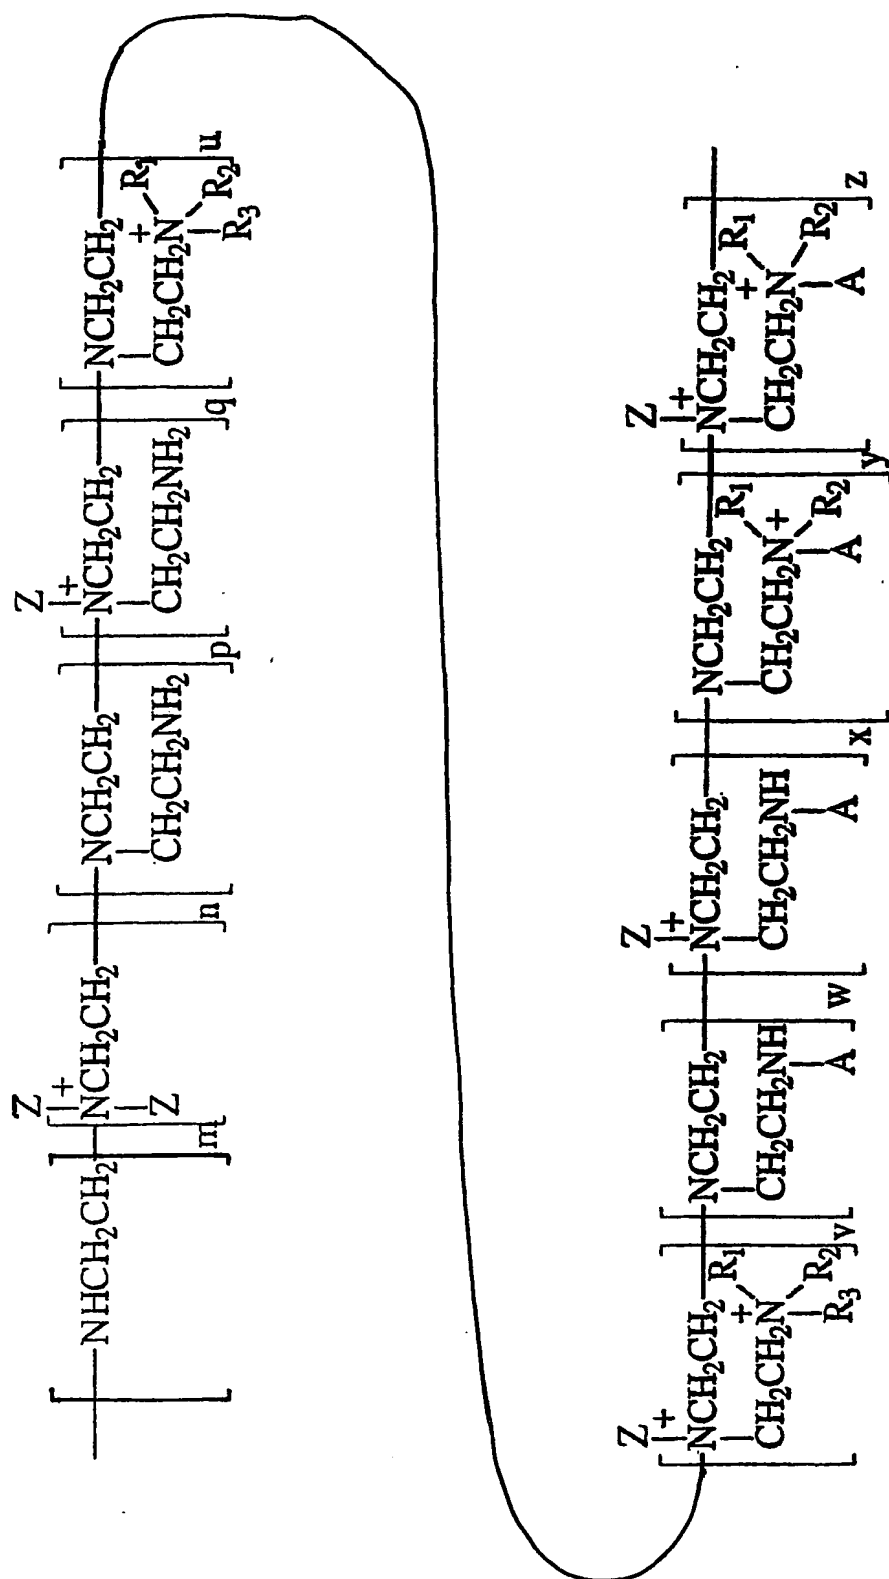 Z Z
+ +
NHCH₂CH₂ NCH₂CH₂ NCH₂CH₂ NCH₂CH₂ NCH₂CH₂
+ R₁
Z CH₂CH₂NH₂ CH₂CH₂NH₂ CH₂CH₂N R₂
m n p q R₃ u
Z Z Z
+ + +
NCH₂CH₂ NCH₂CH₂ NCH₂CH₂ NCH₂CH₂ NCH₂CH₂
+ R₁ R₁ + R₁
CH₂CH₂N CH₂CH₂NH CH₂CH₂NH CH₂CH₂N+ CH₂CH₂N
R₃ R₂ A A A R₂ A R₂
v w x y z